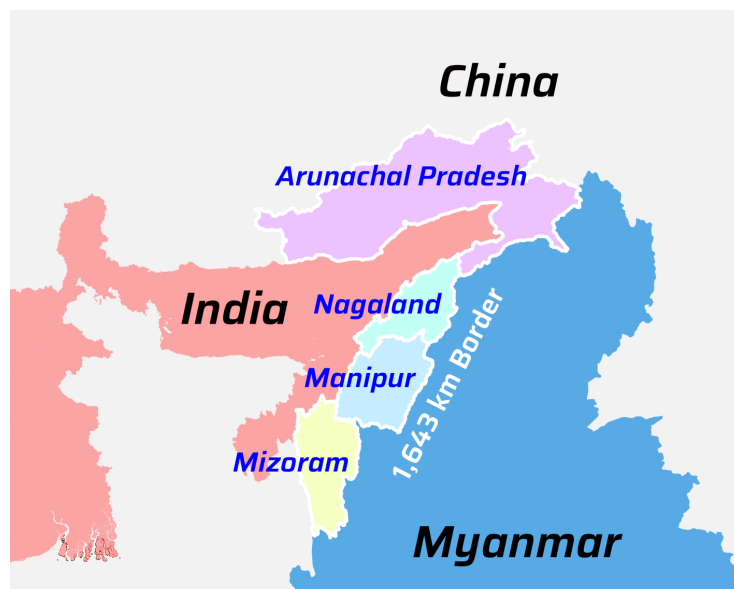 China
Arunachal Pradesh
India
Nagaland
1,643 km Border
Manipur
Mizoram
Myanmar